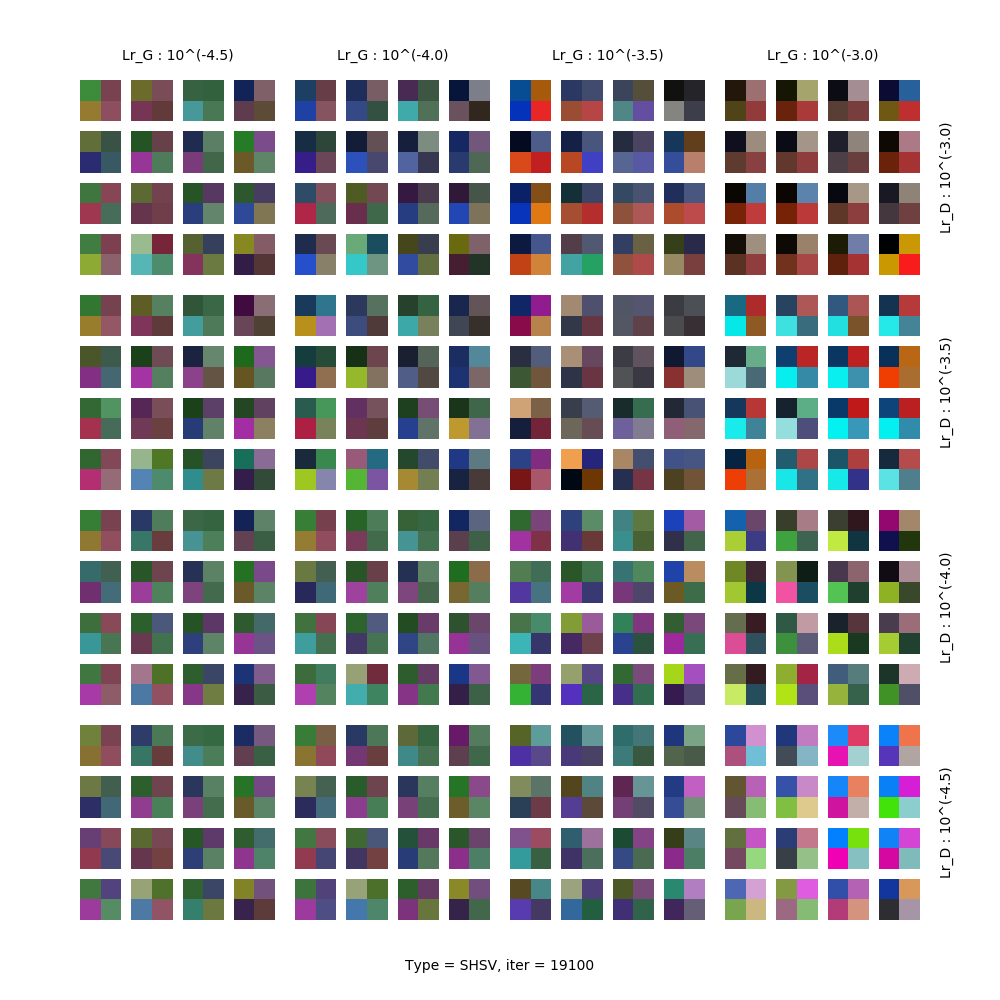 Lr_G : 10^(-4.5)
Lr_G : 10^(-4.0)
Lr_G : 10^(-3.5)
Lr_G : 10^(-3.0)
Lr_D : 10^(-3.0)
Lr_D : 10^(-3.5)
Lr_D : 10^(-4.0)
Lr_D : 10^(-4.5)
Type = SHSV, iter = 19100